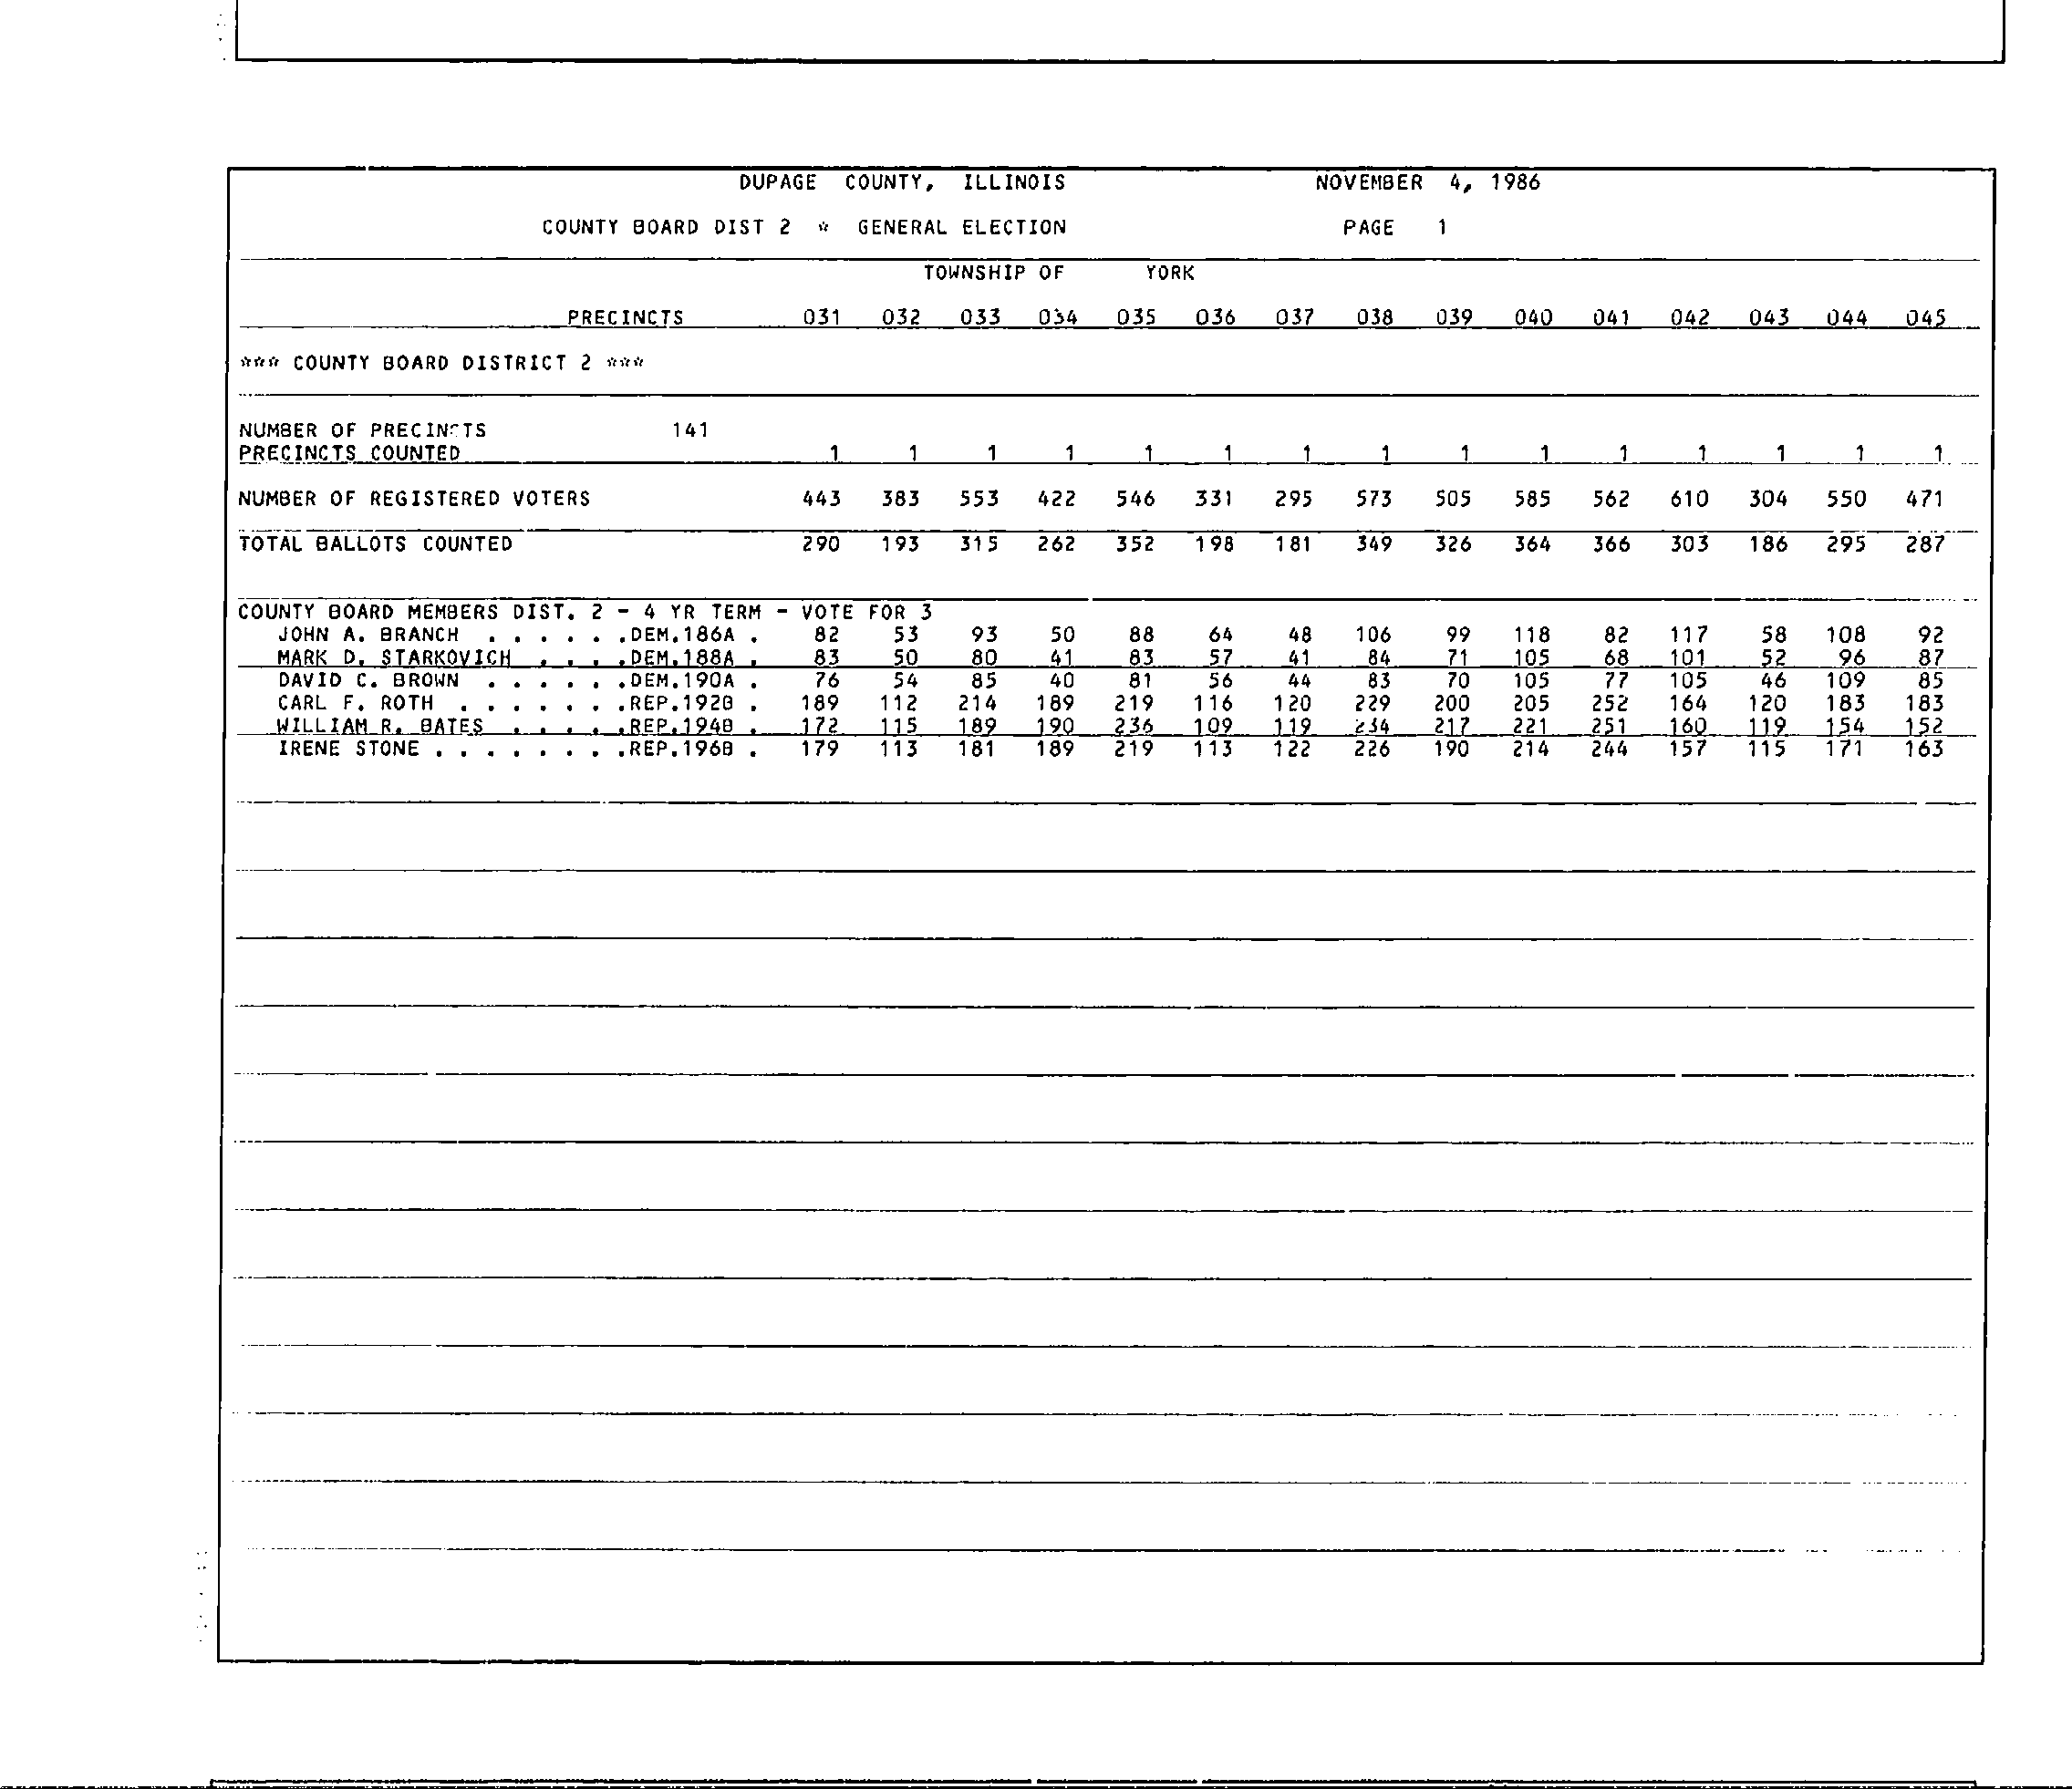 DUPAGE COUNTY, ILLINOIS NOVEMBER 4, 1986
COUNTY BOARD DIST 2 * GENERAL ELECTION PAGE 1
TOWNSHIP OF YORK
PRECINCTS 031 032 033 034 035 036 037 038 039 040 041 042 043 044 045
*** COUNTY BOARD DISTRICT 2 ***
NUMBER OF PRECINCTS 141
PRECINCTS COUNTED 1 1 1 1 1 1 1 1 1 1 1 1 1 1 1
NUMBER OF REGISTERED VOTERS 443 383 553 422 546 331 295 573 505 585 562 610 304 550 471
TOTAL BALLOTS COUNTED 290 193 315 262 352 198 181 349 326 364 366 303 186 295 287
COUNTY BOARD MEMBERS DIST. 2 - 4 YR TERM - VOTE FOR 3
JOHN A. BRANCH . . . . . .DEM.186A . 82 53 93 50 88 64 48 106 99 118 82 117 58 108 92
MARK D. STARKOVICH . . . .DEM.188A . 83 50 80 41 83 57 41 84 71 105 68 101 52 96 87
DAVID C. BROWN . . . . . .DEM.190A . 76 54 85 40 81 56 44 83 70 105 77 105 46 109 85
CARL F. ROTH . . . . . . .REP.192B . 189 112 214 189 219 116 120 229 200 205 252 164 120 183 183
WILLIAM R. BATES . . . . .REP.194B . 172 115 189 190 236 109 119 234 217 221 251 160 119 154 152
IRENE STONE . . . . . . . .REP.196B . 179 113 181 189 219 113 122 226 190 214 244 157 115 171 163